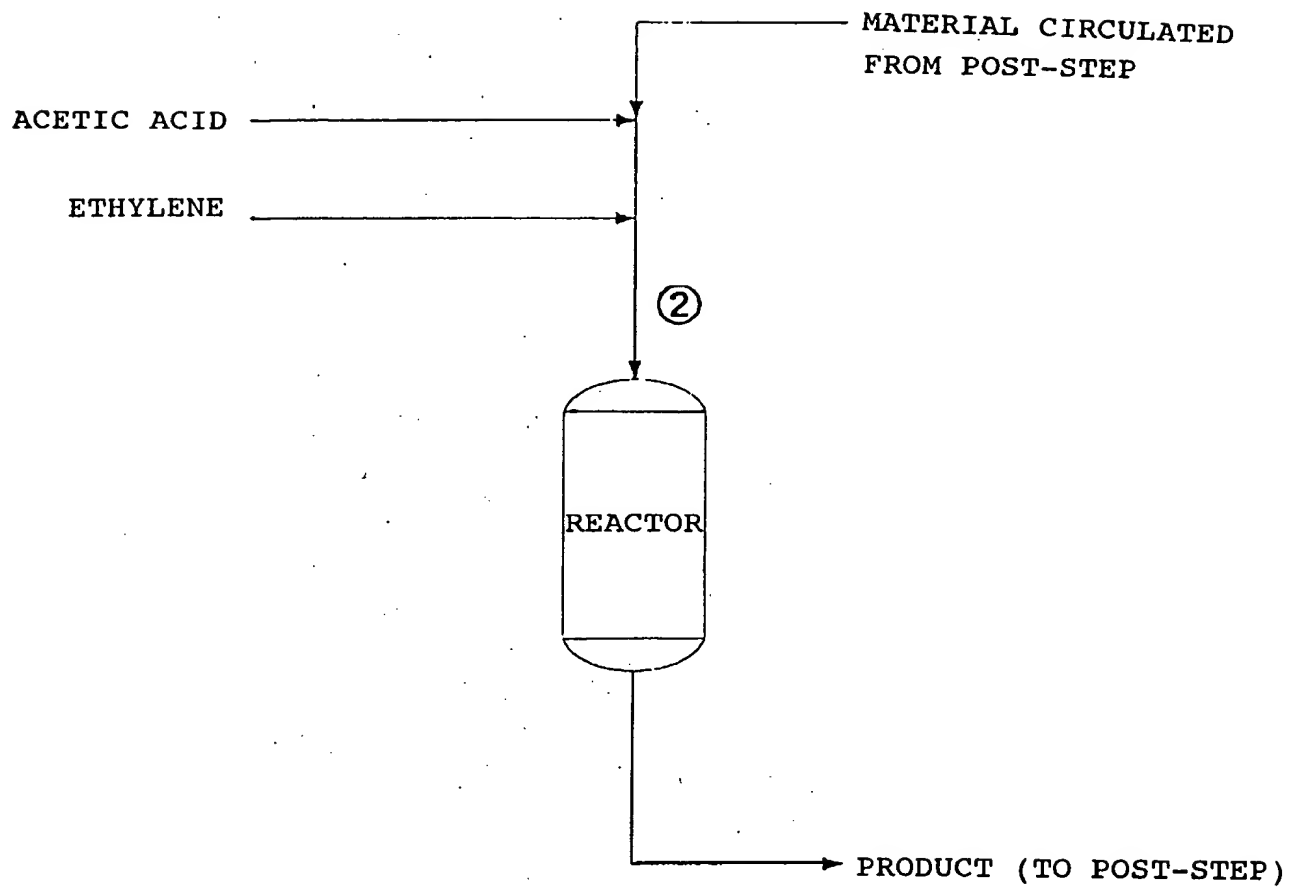 MATERIAL CIRCULATED
FROM POST-STEP
ACETIC ACID
ETHYLENE
②
REACTOR
PRODUCT (TO POST-STEP)